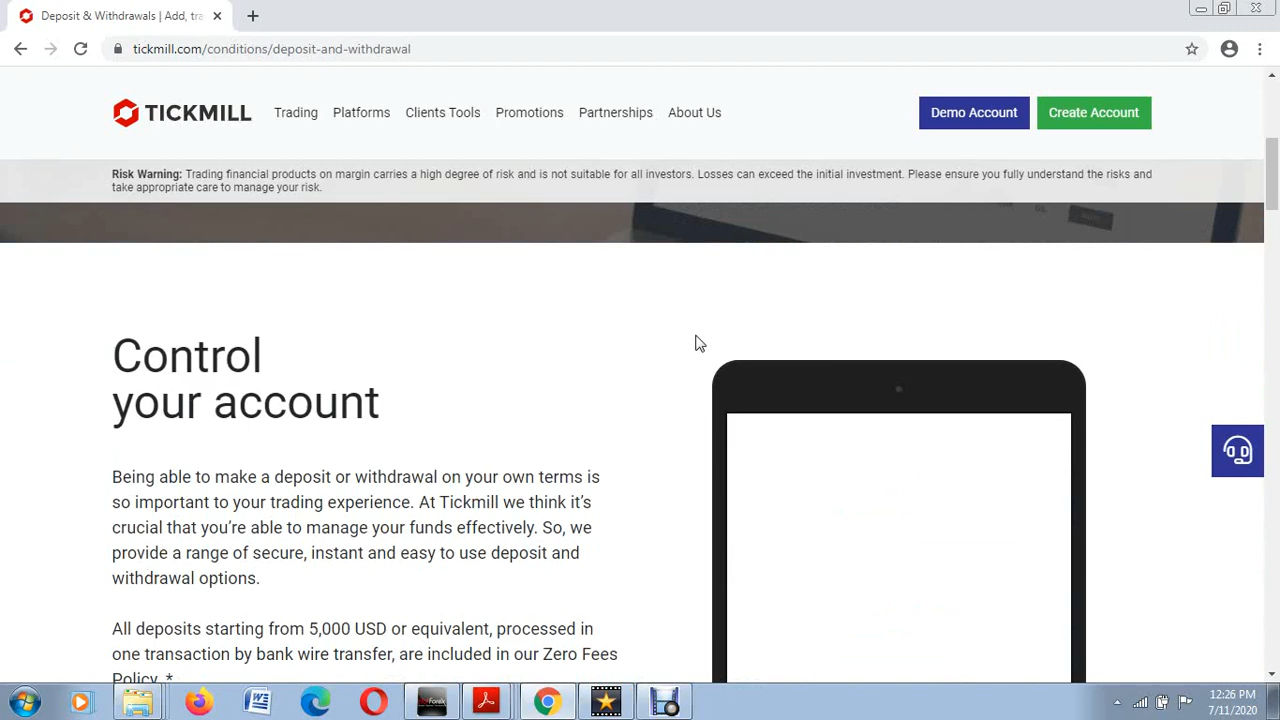 Deposit & Withdrawals | Add, tra
tickmill.com/conditions/deposit-and-withdrawal
TICKMILL
Trading
Platforms
Clients Tools
Promotions
Partnerships
About Us
Demo Account
Create Account
Risk Warning: Trading financial products on margin carries a high degree of risk and is not suitable for all investors. Losses can exceed the initial investment. Please ensure you fully understand the risks and
take appropriate care to manage your risk.
Control
your account
Being able to make a deposit or withdrawal on your own terms is
so important to your trading experience. At Tickmill we think it's
crucial that you're able to manage your funds effectively. So, we
provide a range of secure, instant and easy to use deposit and
withdrawal options.
All deposits starting from 5,000 USD or equivalent, processed in
one transaction by bank wire transfer, are included in our Zero Fees
Policy. *
12:26 PM
7/11/2020